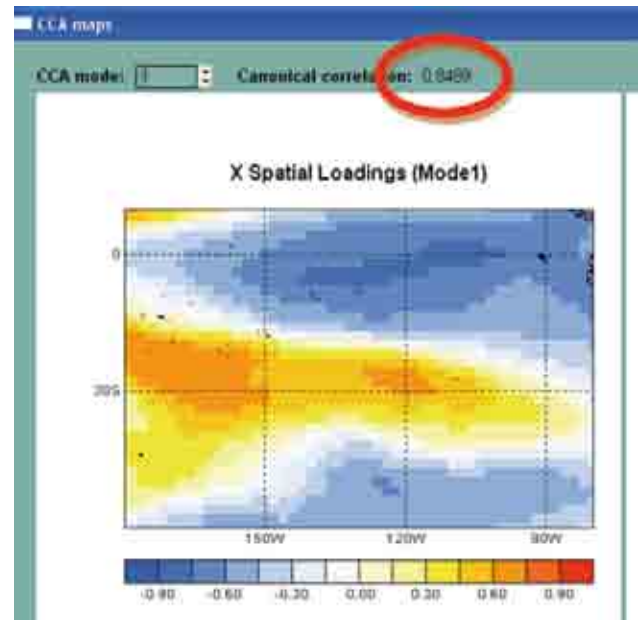 CCA maps
CCA mode: 1 Canonical correlation: 0.8489
X Spatial Loadings (Mode1)
0
20S
150W 120W 90W
-0.90 -0.60 -0.30 0.00 0.30 0.60 0.90